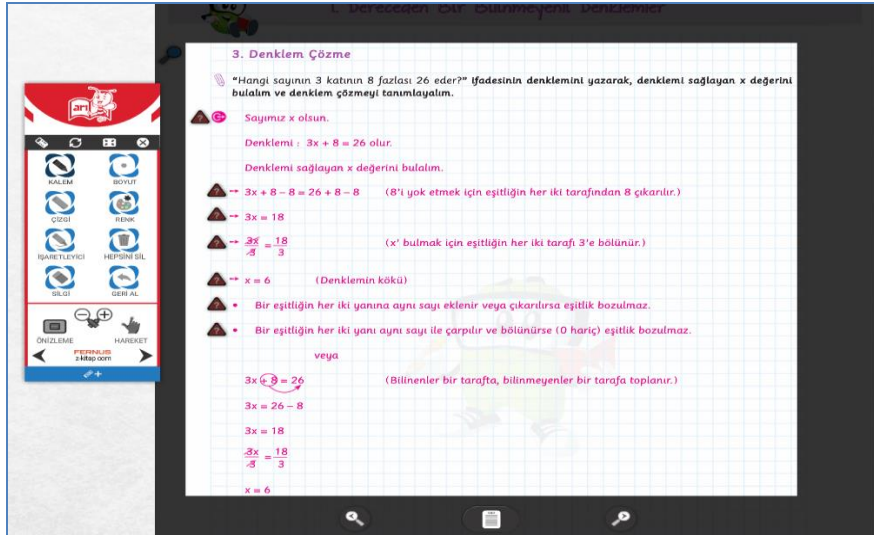 1. Dereceden Bir Bilinmeyenli Denklemler
3. Denklem Çözme
"Hangi sayının 3 katının 8 fazlası 26 eder?" ifadesinin denklemini yazarak, denklemi sağlayan x değerini
bulalım ve denklem çözmeyi tanımlayalım.
Sayımız x olsun.
Denklemi : 3x + 8 = 26 olur.
Denklemi sağlayan x değerini bulalım.
3x + 8 – 8 = 26 + 8 – 8 (8'i yok etmek için eşitliğin her iki tarafından 8 çıkarılır.)
3x = 18
3x/3 = 18/3 (x' bulmak için eşitliğin her iki tarafı 3'e bölünür.)
x = 6 (Denklemin kökü)
• Bir eşitliğin her iki yanına aynı sayı eklenir veya çıkarılırsa eşitlik bozulmaz.
• Bir eşitliğin her iki yanı aynı sayı ile çarpılır ve bölünürse (0 hariç) eşitlik bozulmaz.
veya
3x + 8 = 26 (Bilinenler bir tarafta, bilinmeyenler bir tarafa toplanır.)
3x = 26 – 8
3x = 18
3x/3 = 18/3
x = 6
arı
KALEM BOYUT
ÇİZGİ RENK
İŞARETLEYİCİ HEPSİNİ SİL
SİLGİ GERİ AL
ÖNİZLEME HAREKET
FERNUS
z-kitap com